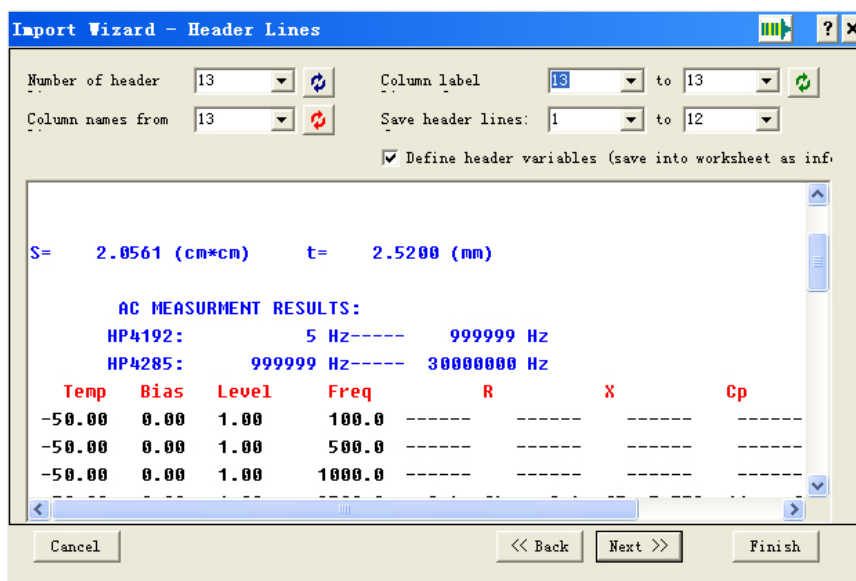 Import Wizard - Header Lines
Number of header 13
Column label 13 to 13
Column names from 13
Save header lines: 1 to 12
Define header variables (save into worksheet as inf
S= 2.0561 (cm*cm) t= 2.5200 (mm)
AC MEASURMENT RESULTS:
HP4192: 5 Hz----- 999999 Hz
HP4285: 999999 Hz----- 30000000 Hz
Temp Bias Level Freq R X Cp
-50.00 0.00 1.00 100.0 ------ ------ ------
-50.00 0.00 1.00 500.0 ------ ------ ------
-50.00 0.00 1.00 1000.0 ------ ------ ------
Cancel << Back Next >> Finish